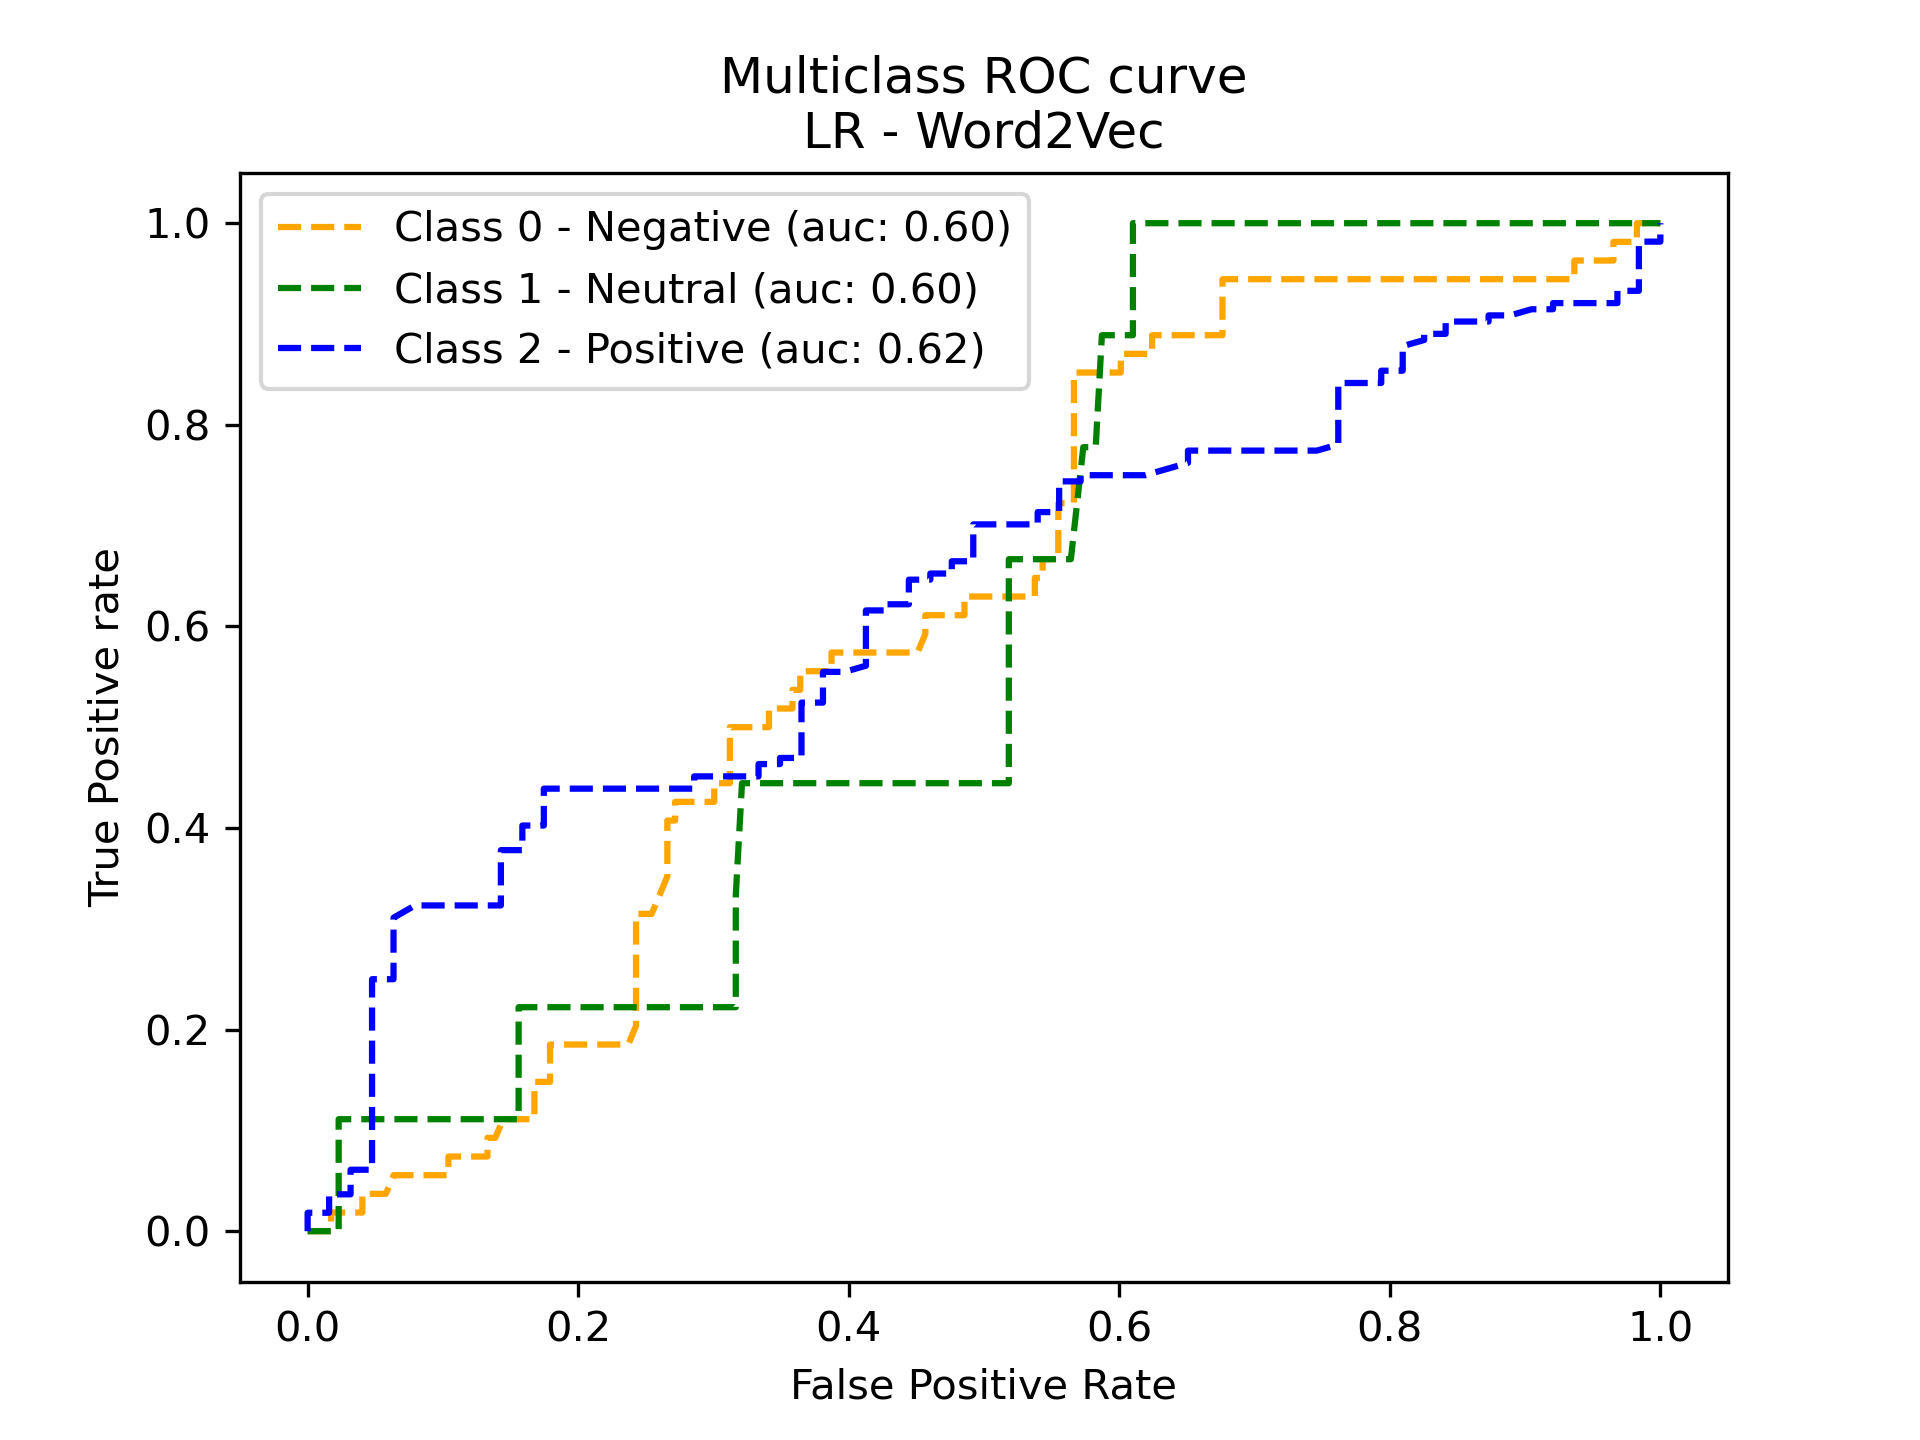 Multiclass ROC curve
LR - Word2Vec
Class 0 - Negative (auc: 0.60)
Class 1 - Neutral (auc: 0.60)
Class 2 - Positive (auc: 0.62)
True Positive rate
1.0
0.8
0.6
0.4
0.2
0.0
0.0 0.2 0.4 0.6 0.8 1.0
False Positive Rate